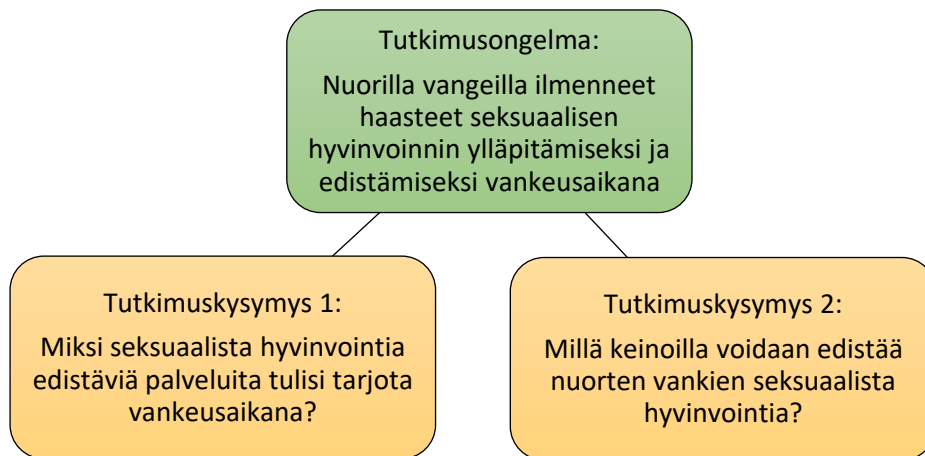 Tutkimusongelma:
Nuorilla vangeilla ilmenneet
haasteet seksuaalisen
hyvinvoinnin ylläpitämiseksi ja
edistämiseksi vankeusaikana
Tutkimuskysymys 1:
Miksi seksuaalista hyvinvointia
edistäviä palveluita tulisi tarjota
vankeusaikana?
Tutkimuskysymys 2:
Millä keinoilla voidaan edistää
nuorten vankien seksuaalista
hyvinvointia?